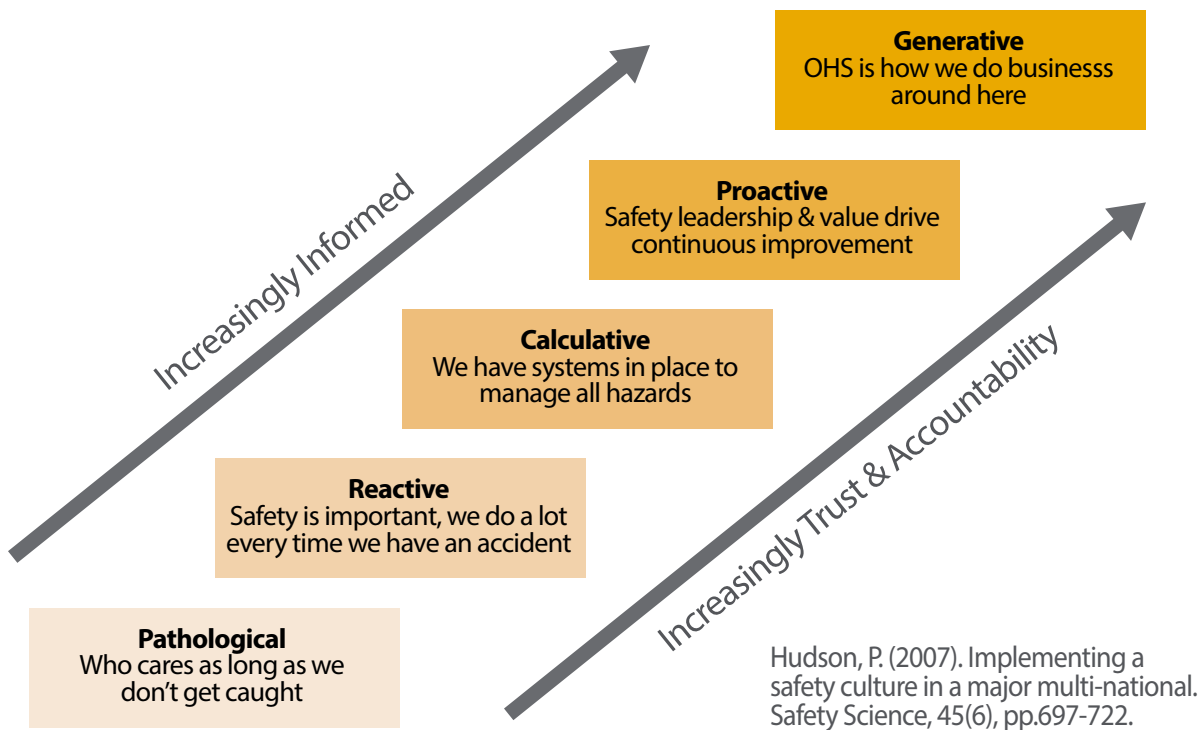 Generative
OHS is how we do businesss
around here
Proactive
Safety leadership & value drive
continuous improvement
Increasingly Informed
Calculative
We have systems in place to
manage all hazards
Reactive
Safety is important, we do a lot
every time we have an accident
Increasingly Trust & Accountability
Pathological
Who cares as long as we
don’t get caught
Hudson, P. (2007). Implementing a
safety culture in a major multi-national.
Safety Science, 45(6), pp.697-722.